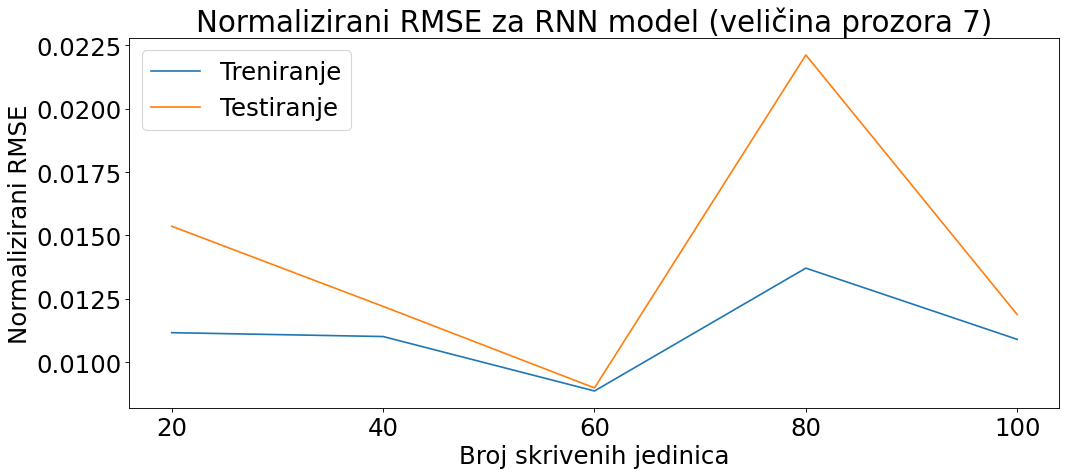 Normalizirani RMSE za RNN model (veličina prozora 7)
Treniranje
Testiranje
Normalizirani RMSE
0.0225
0.0200
0.0175
0.0150
0.0125
0.0100
20 40 60 80 100
Broj skrivenih jedinica